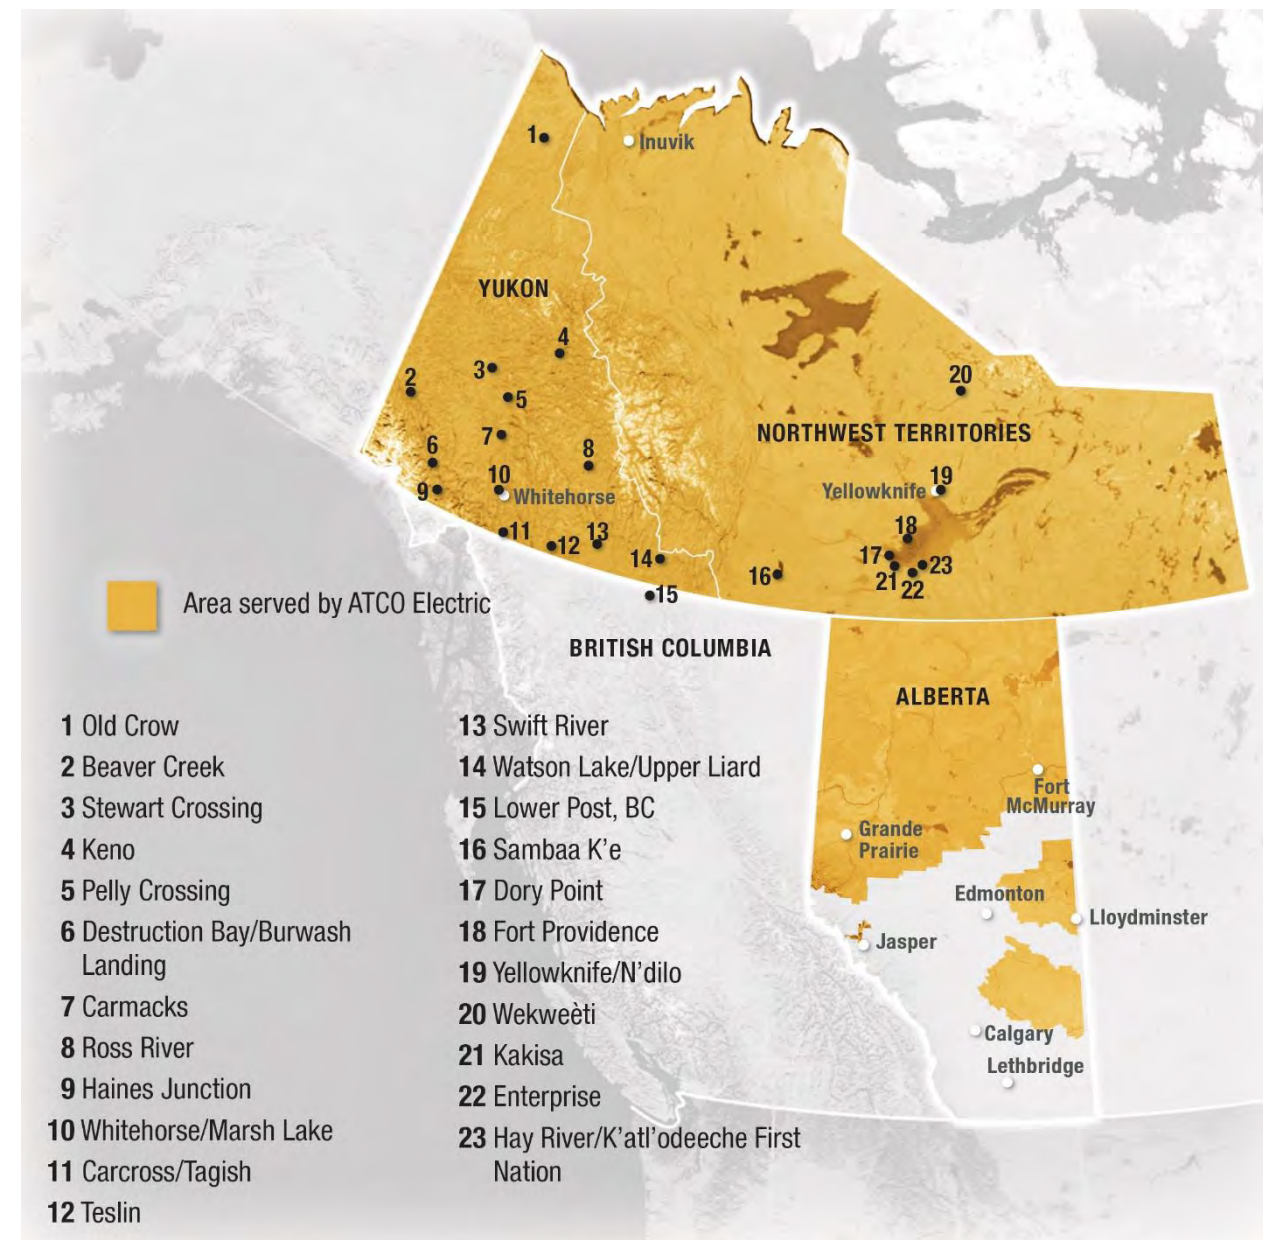 1
Inuvik
YUKON
4
3
2
5
20
7
NORTHWEST TERRITORIES
6
8
10
19
9
Whitehorse
Yellowknife
11
12
13
18
14
17
23
16
21
22
15
Area served by ATCO Electric
BRITISH COLUMBIA
ALBERTA
Fort
McMurray
Grande
Prairie
Edmonton
Lloydminster
Jasper
Calgary
Lethbridge
1 Old Crow
2 Beaver Creek
3 Stewart Crossing
4 Keno
5 Pelly Crossing
6 Destruction Bay/Burwash
Landing
7 Carmacks
8 Ross River
9 Haines Junction
10 Whitehorse/Marsh Lake
11 Carcross/Tagish
12 Teslin
13 Swift River
14 Watson Lake/Upper Liard
15 Lower Post, BC
16 Sambaa K’e
17 Dory Point
18 Fort Providence
19 Yellowknife/N’dilo
20 Wekweèti
21 Kakisa
22 Enterprise
23 Hay River/K’atl’odeeche First
Nation